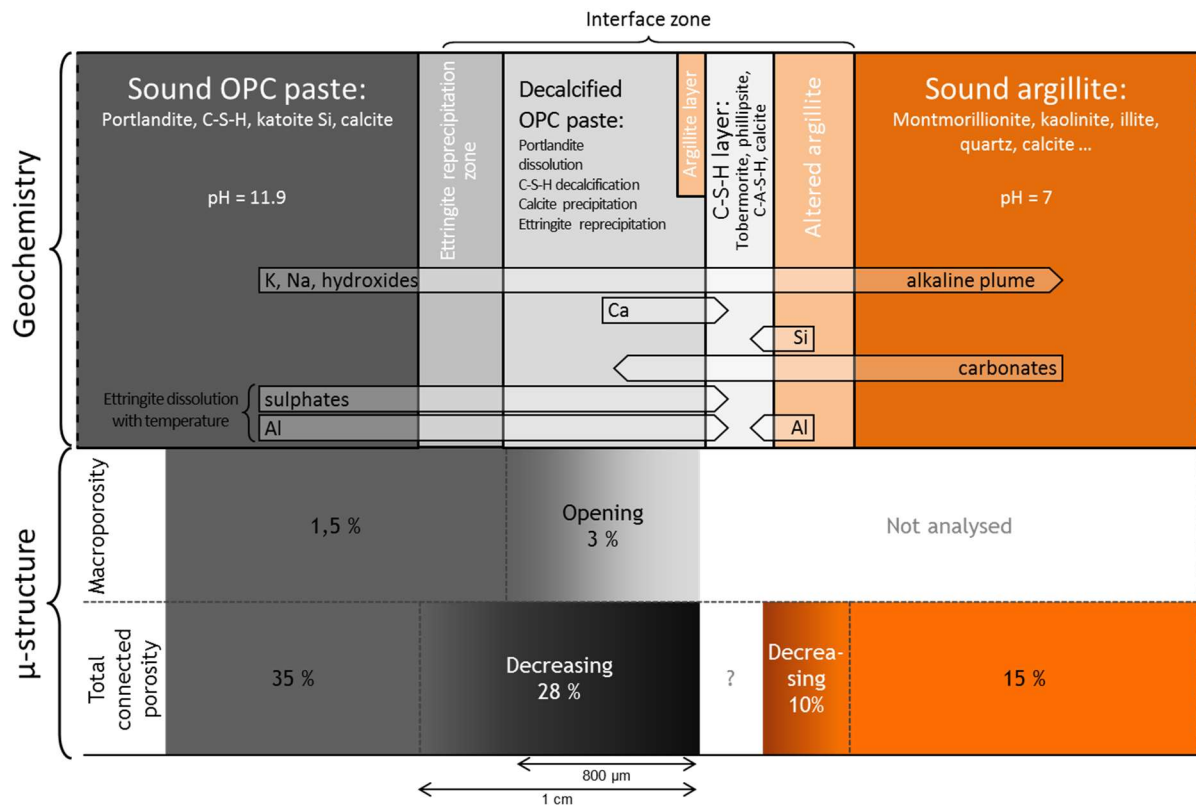 Interface zone
Geochemistry
Sound OPC paste:
Portlandite, C-S-H, katoite Si, calcite
pH = 11.9
Ettringite reprecipitation
zone
Decalcified
OPC paste:
Portlandite
dissolution
C-S-H decalcification
Calcite precipitation
Ettringite reprecipitation
Argillite layer
C-S-H layer:
Tobermorite, phillipsite,
C-A-S-H, calcite
Altered argillite
Sound argillite:
Montmorillionite, kaolinite, illite,
quartz, calcite ...
pH = 7
K, Na, hydroxides
alkaline plume
Ca
Si
carbonates
Ettringite dissolution
with temperature
sulphates
Al
Al
μ-structure
Macroporosity
1,5 %
Opening
3 %
Not analysed
Total
connected
porosity
35 %
Decreasing
28 %
?
Decrea-
sing
10%
15 %
800 μm
1 cm